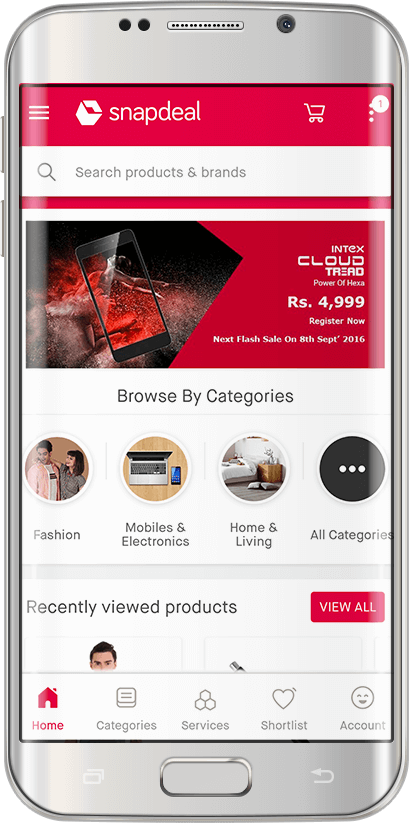 snapdeal
1
Search products & brands
INTEX
CLOUD
TREAD
Power Of Hexa
Rs. 4,999
Register Now
Next Flash Sale On 8th Sept' 2016
Browse By Categories
Fashion
Mobiles &
Electronics
Home &
Living
All Categories
Recently viewed products
VIEW ALL
Home
Categories
Services
Shortlist
Account